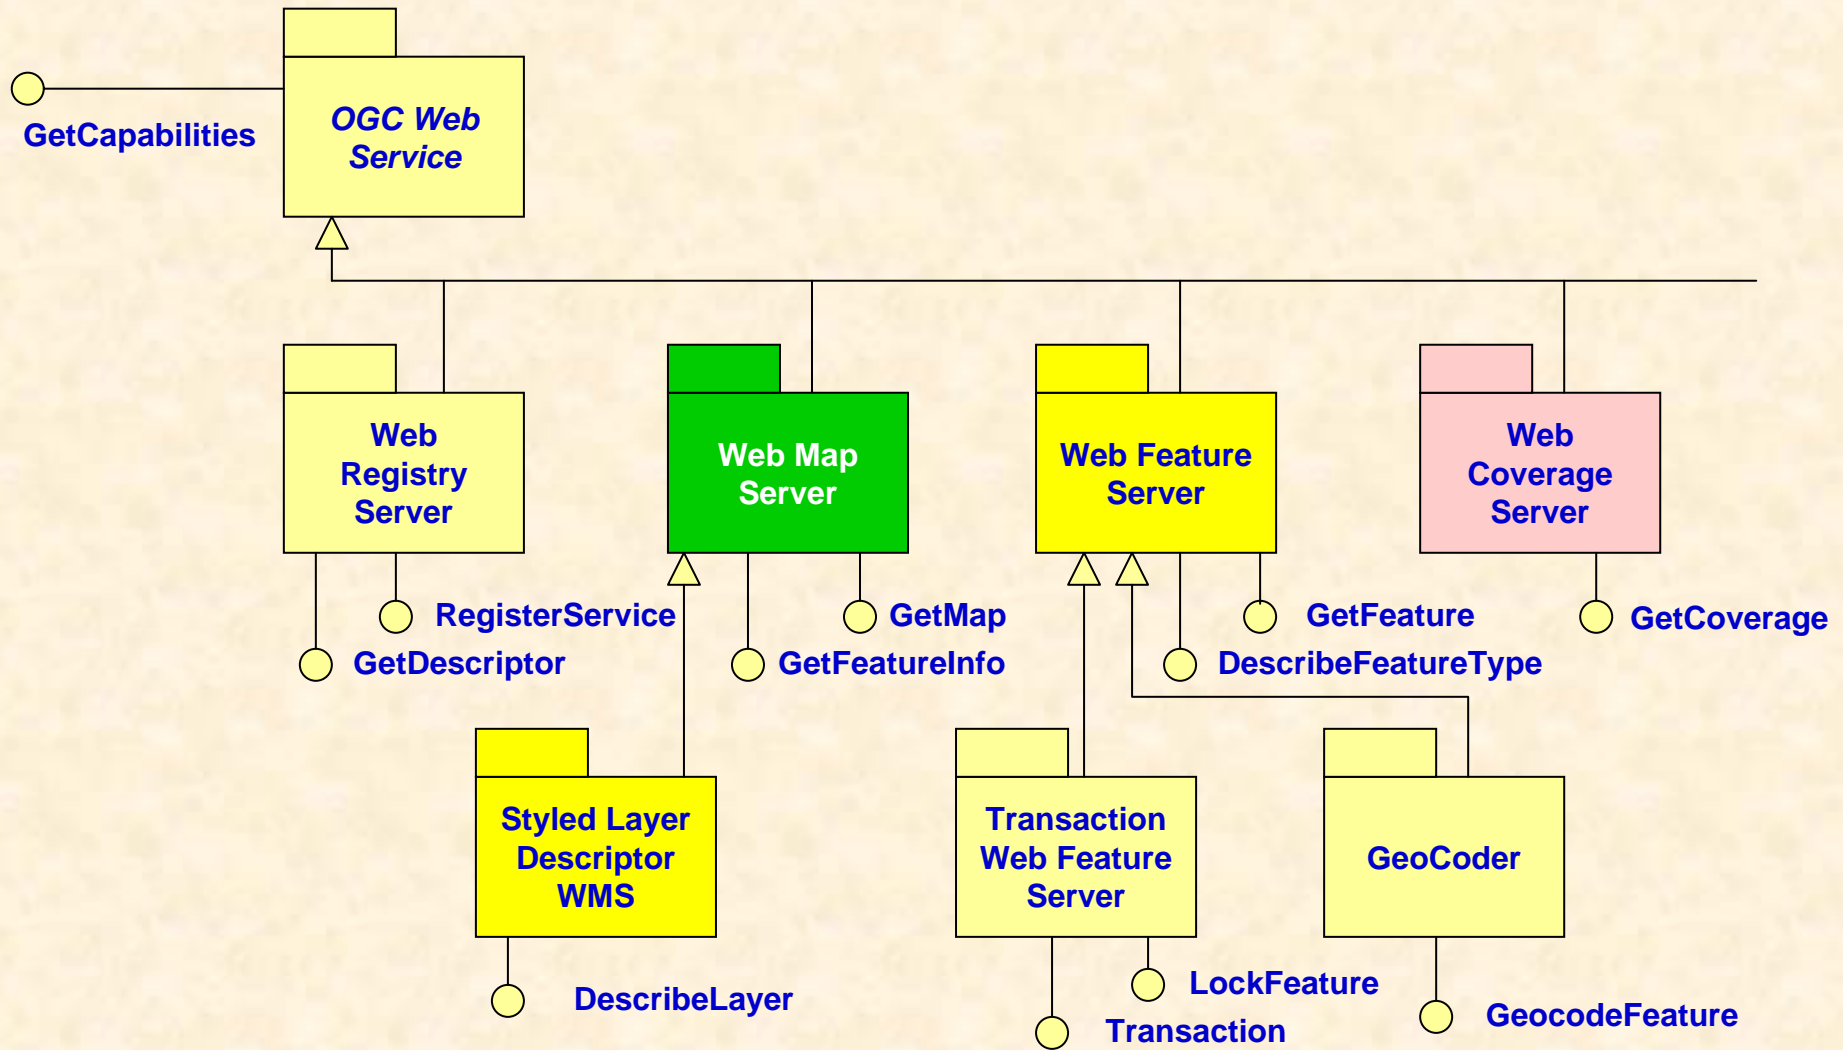 GetCapabilities
OGC Web
Service
Web
Registry
Server
Web Map
Server
Web Feature
Server
Web
Coverage
Server
RegisterService
GetDescriptor
GetMap
GetFeatureInfo
GetFeature
DescribeFeatureType
GetCoverage
Styled Layer
Descriptor
WMS
Transaction
Web Feature
Server
GeoCoder
DescribeLayer
LockFeature
Transaction
GeocodeFeature